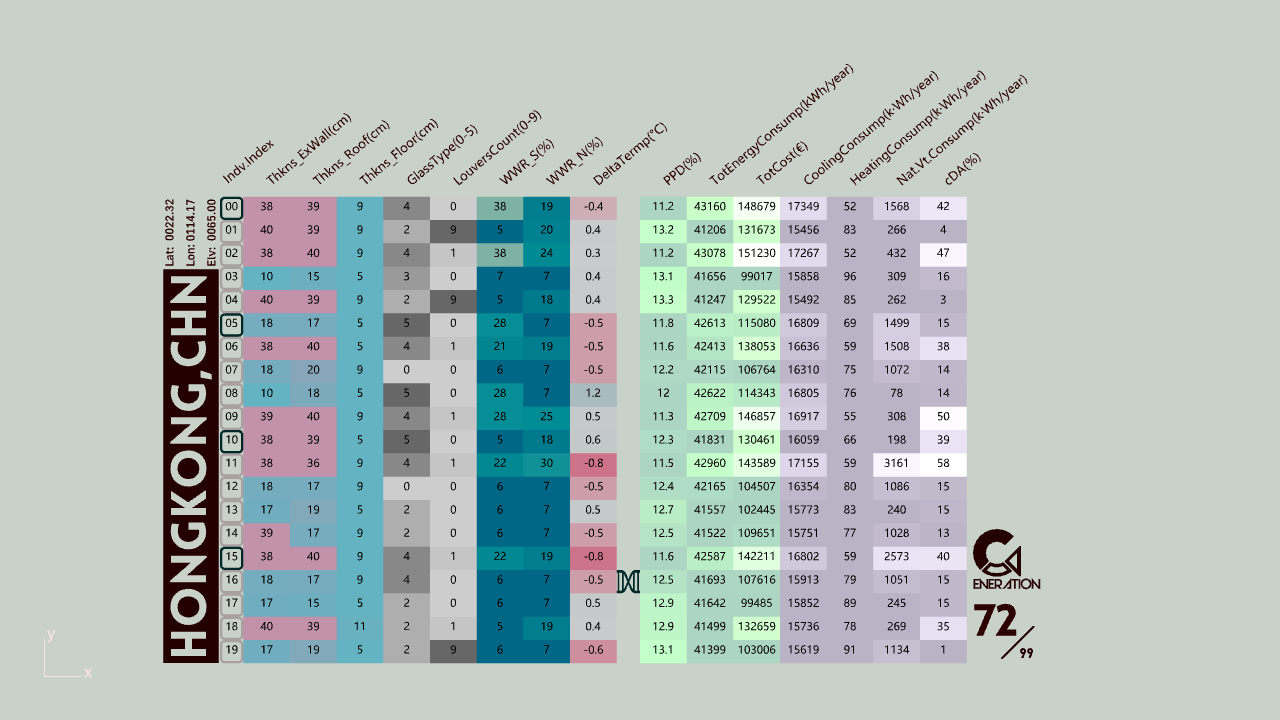 Indv.Index Thkns_ExWall(cm) Thkns_Roof(cm) Thkns_Floor(cm) GlassType(0-5) LouversCount(0-9) WWR_S(%) WWR_N(%) DeltaTermp(°C) PPD(%) TotEnergyConsump(kWh/year) TotCost(€) CoolingConsump(k·Wh/year) HeatingConsump(k·Wh/year) Nat.Vt.Consump(k·Wh/year) cDA(%)
Lat: 0022.32
Lon: 0114.17
Elv: 0065.00
HONGKONG,CHN
00 38 39 9 4 0 38 19 -0.4 11.2 43160 148679 17349 52 1568 42
01 40 39 9 2 9 5 20 0.4 13.2 41206 131673 15456 83 266 4
02 38 40 9 4 1 38 24 0.3 11.2 43078 151230 17267 52 432 47
03 10 15 5 3 0 7 7 0.4 13.1 41656 99017 15858 96 309 16
04 40 39 9 2 9 5 18 0.4 13.3 41247 129522 15492 85 262 3
05 18 17 5 5 0 28 7 -0.5 11.8 42613 115080 16809 69 1499 15
06 38 40 5 4 1 21 19 -0.5 11.6 42413 138053 16636 59 1508 38
07 18 20 9 0 0 6 7 -0.5 12.2 42115 106764 16310 75 1072 14
08 10 18 5 5 0 28 7 1.2 12 42622 114343 16805 76 78 14
09 39 40 9 4 1 28 25 0.5 11.3 42709 146857 16917 55 308 50
10 38 39 5 5 0 5 18 0.6 12.3 41831 130461 16059 66 198 39
11 38 36 9 4 1 22 30 -0.8 11.5 42960 143589 17155 59 3161 58
12 18 17 9 0 0 6 7 -0.5 12.4 42165 104507 16354 80 1086 15
13 17 19 5 2 0 6 7 0.5 12.7 41557 102445 15773 83 240 15
14 39 17 9 2 0 6 7 -0.5 12.5 41522 109651 15751 77 1028 13
15 38 40 9 4 1 22 19 -0.8 11.6 42587 142211 16802 59 2573 40
16 18 17 9 4 0 6 7 -0.5 12.5 41693 107616 15913 79 1051 15
17 17 15 5 2 0 6 7 0.5 12.9 41642 99485 15852 89 245 15
18 40 39 11 2 1 5 19 0.4 12.9 41499 132659 15736 78 269 35
19 17 19 5 2 9 6 7 -0.6 13.1 41399 103006 15619 91 1134 1
GENERATION
72/99
y
x